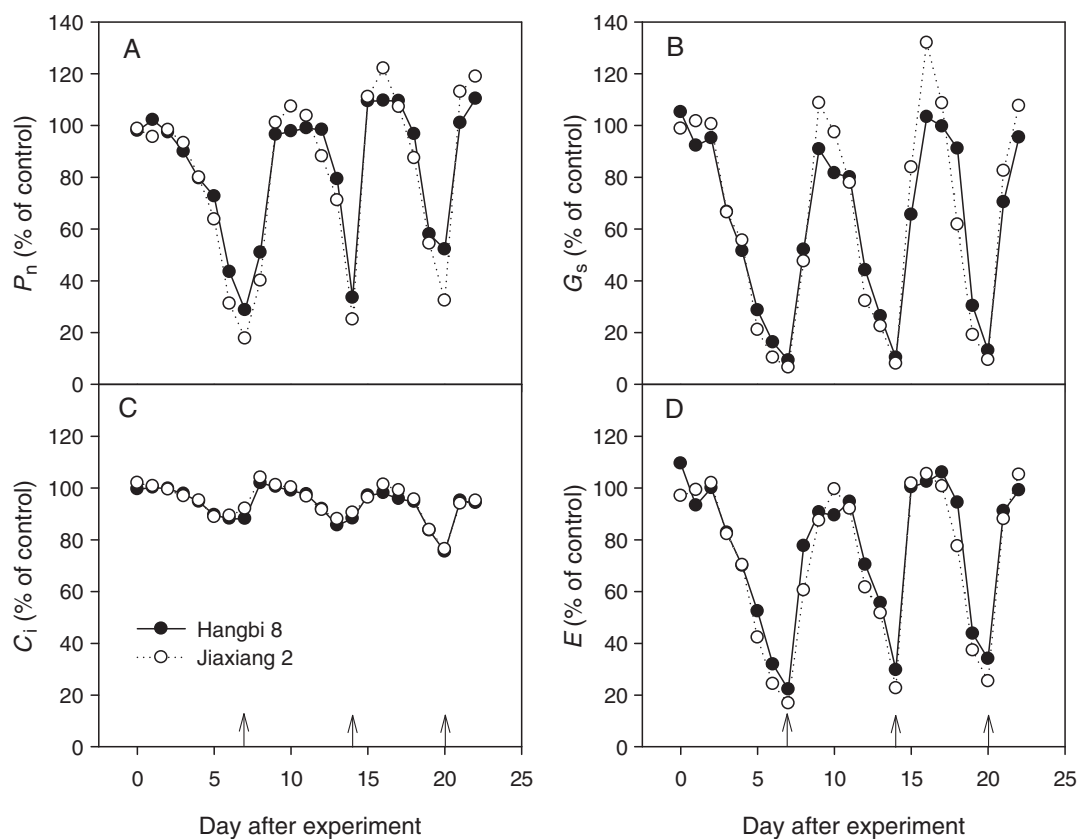 A
B
P_n (% of control)
140
120
100
80
60
40
20
0
G_s (% of control)
140
120
100
80
60
40
20
0
C
D
C_i (% of control)
120
100
80
60
40
20
0
Hangbi 8
Jiaxiang 2
E (% of control)
120
100
80
60
40
20
0
0 5 10 15 20 25
0 5 10 15 20 25
Day after experiment
Day after experiment